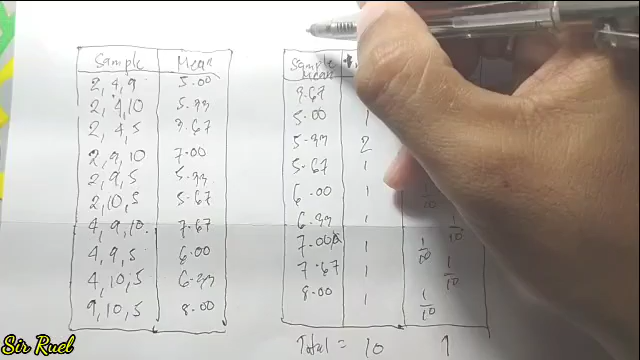 Sample Mean
2, 4, 9 5.00
2, 4, 10 5.33
2, 4, 5 3.67
2, 9, 10 7.00
2, 9, 5 5.33
2, 10, 5 5.67
4, 9, 10 7.67
4, 9, 5 6.00
4, 10, 5 6.33
9, 10, 5 8.00
Sample
Mean
3.67
5.00 1
5.33 2
5.67 1
6.00 1 1/10
6.33 1 1/10
7.00 1 1/10
7.67 1 1/10
8.00 1 1/10
Total = 10 1
Sir Ruel